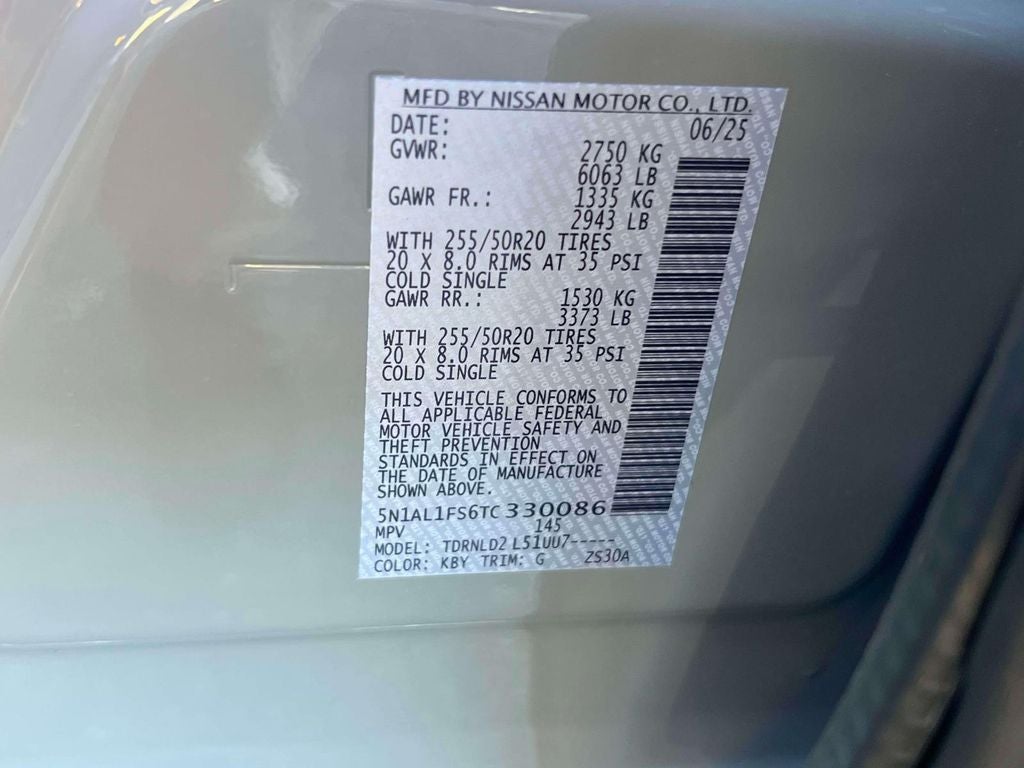 MFD BY NISSAN MOTOR CO., LTD.
DATE: 06/25
GVWR: 2750 KG
6063 LB
GAWR FR.: 1335 KG
2943 LB
WITH 255/50R20 TIRES
20 X 8.0 RIMS AT 35 PSI
COLD SINGLE
GAWR RR.: 1530 KG
3373 LB
WITH 255/50R20 TIRES
20 X 8.0 RIMS AT 35 PSI
COLD SINGLE
THIS VEHICLE CONFORMS TO
ALL APPLICABLE FEDERAL
MOTOR VEHICLE SAFETY AND
THEFT PREVENTION
STANDARDS IN EFFECT ON
THE DATE OF MANUFACTURE
SHOWN ABOVE.
5N1AL1FS6TC330086
MPV 145
MODEL: TDRNLD2 L51UU7-----
COLOR: KBY TRIM: G ZS30A